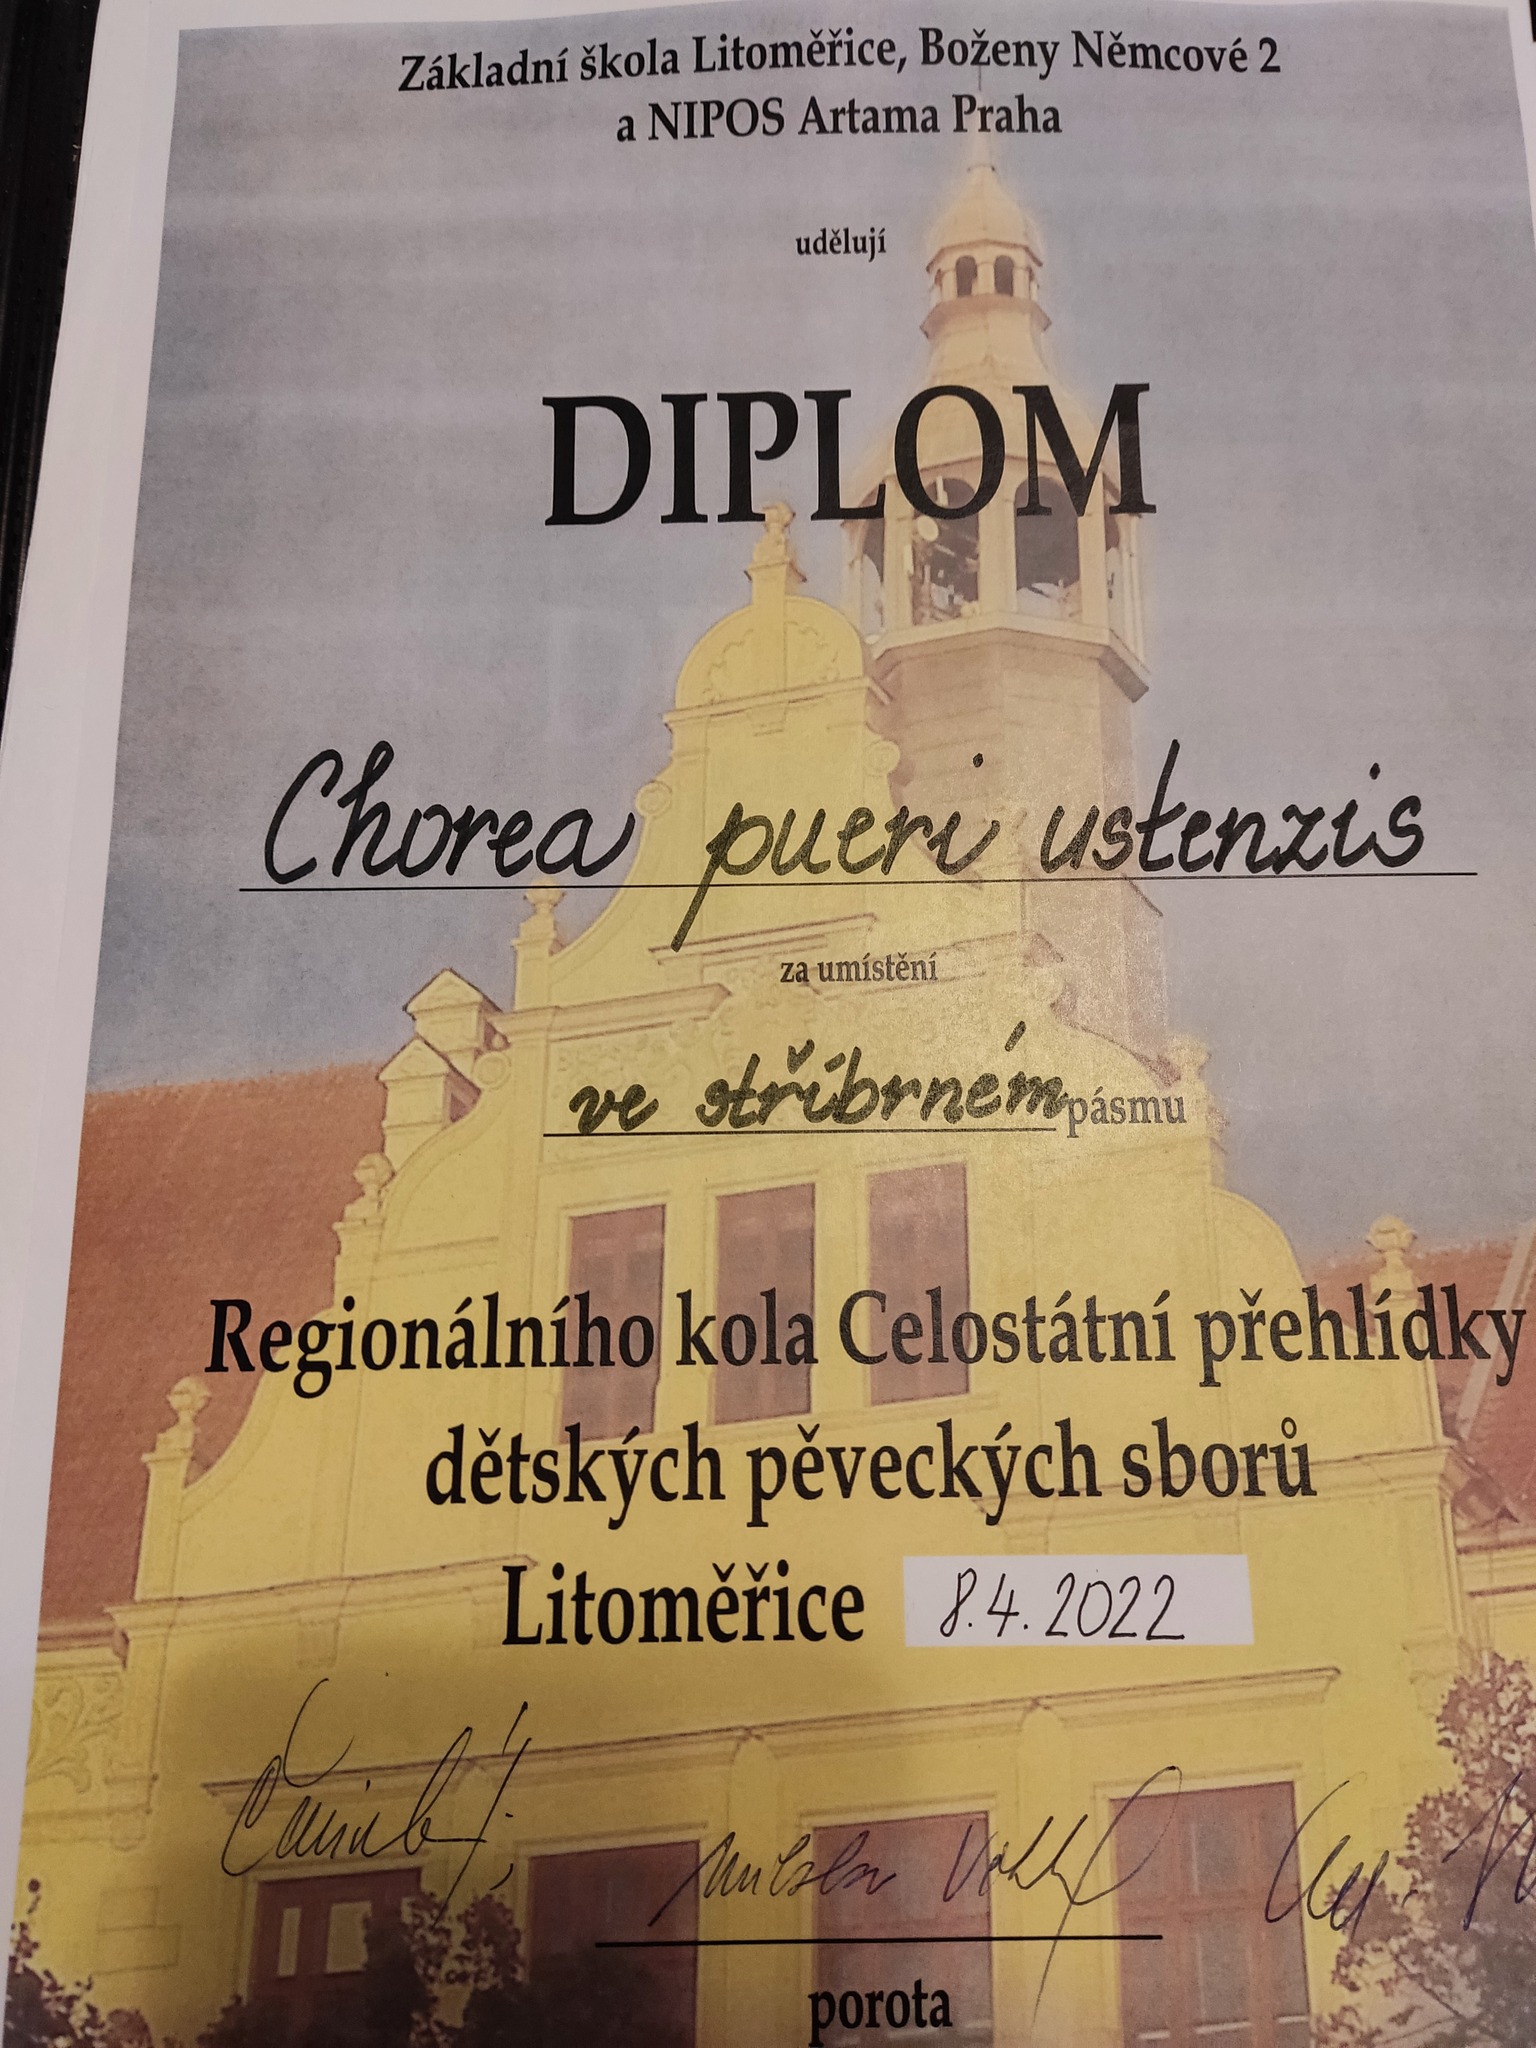 Základní škola Litoměřice, Boženy Němcové 2
a NIPOS Artama Praha
udělují
DIPLOM
Chorea pueri ustenzis
za umístění
ve stříbrném pásmu
Regionálního kola Celostátní přehlídky
dětských pěveckých sborů
Litoměřice 8.4.2022
porota